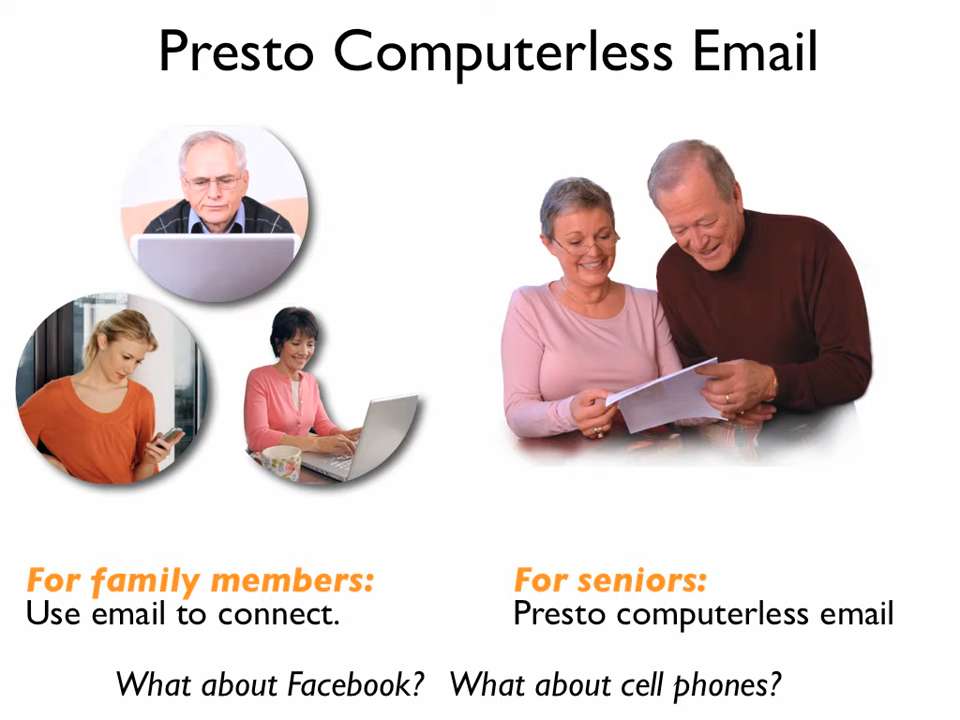 Presto Computerless Email
For family members:
Use email to connect.
For seniors:
Presto computerless email
What about Facebook? What about cell phones?